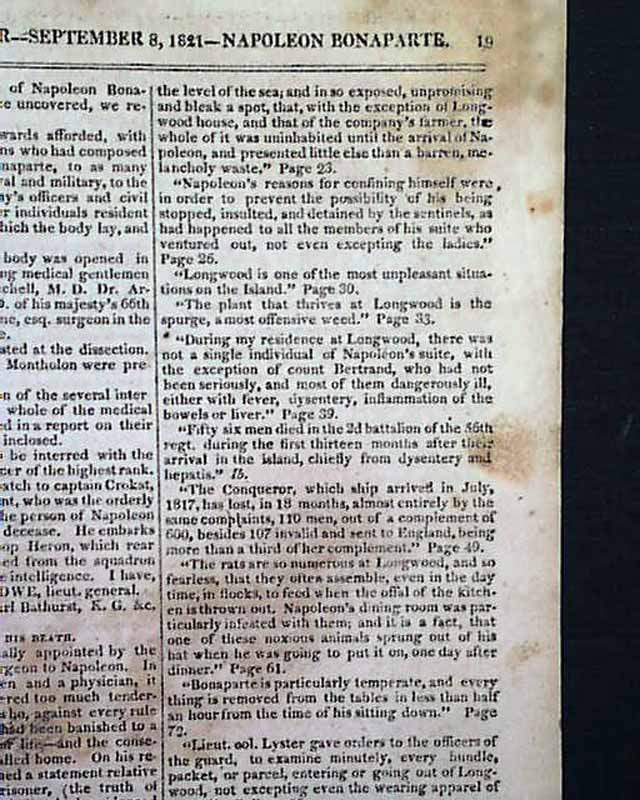 R—SEPTEMBER 8, 1821—NAPOLEON BONAPARTE. 19
of Napoleon Bona-
e uncovered, we re-
wards afforded, with
ns who had composed
naparte, to as many
al and military, to the
y's officers and civil
r individuals resident
hich the body lay, and
body was opened in
ng medical gentlemen
chell, M. D. Dr. Ar-
of his majesty's 66th
esq. surgeon in the
ated at the dissection.
Montholon were pre-
n of the several inter
whole of the medical
ed in a report on their
inclosed.
be interred with the
cer of the highest rank.
atch to captain Crokat,
nt, who was the orderly
he person of Napoleon
decease. He embarks
op Heron, which rear
ed from the squadron
e intelligence. I have,
OWE, lieut. general.
arl Bathurst, K. G. &c.
HIS DEATH.
ally appointed by the
rgeon to Napoleon. In
en and a physician, it
ered too much tender-
who, against every rule
had been banished to a
of life—and the conse-
alled home. On his re-
ned a statement relative
risoner, (the truth of
the level of the sea; and in so exposed, unpromising
and bleak a spot, that, with the exception of Long-
wood house, and that of the company's farmer, the
whole of it was uninhabited until the arrival of Na-
poleon, and presented little else than a barren, me-
lancholy waste." Page 23.
"Napoleon's reasons for confining himself were,
in order to prevent the possibility of his being
stopped, insulted, and detained by the sentinels, as
had happened to all the members of his suite who
ventured out, not even excepting the ladies."
Page 26.
"Longwood is one of the most unpleasant situa-
tions on the Island." Page 30.
"The plant that thrives at Longwood is the
spurge, a most offensive weed." Page 33.
"During my residence at Longwood, there was
not a single individual of Napoleon's suite, with
the exception of count Bertrand, who had not
been seriously, and most of them dangerously ill,
either with fever, dysentery, inflammation of the
bowels or liver." Page 39.
"Fifty six men died in the 2d battalion of the 66th
regt. during the first thirteen months after their
arrival in the island, chiefly from dysentery and
hepatis." Ib.
"The Conqueror, which ship arrived in July,
1817, has lost, in 18 months, almost entirely by the
same complaints, 110 men, out of a complement of
600, besides 107 invalid and sent to England, being
more than a third of her complement." Page 49.
"The rats are so numerous at Longwood, and so
fearless, that they often assemble, even in the day
time, in flocks, to feed when the offal of the kitch-
en is thrown out. Napoleon's dining room was par-
ticularly infested with them; and it is a fact, that
one of these noxious animals sprung out of his
hat when he was going to put it on, one day after
dinner." Page 61.
"Bonaparte is particularly temperate, and every
thing is removed from the tables in less than half
an hour from the time of his sitting down." Page
72.
"Lieut. col. Lyster gave orders to the officers of
the guard, to examine minutely, every bundle,
packet, or parcel, entering or going out of Long-
wood, not excepting even the wearing apparel of